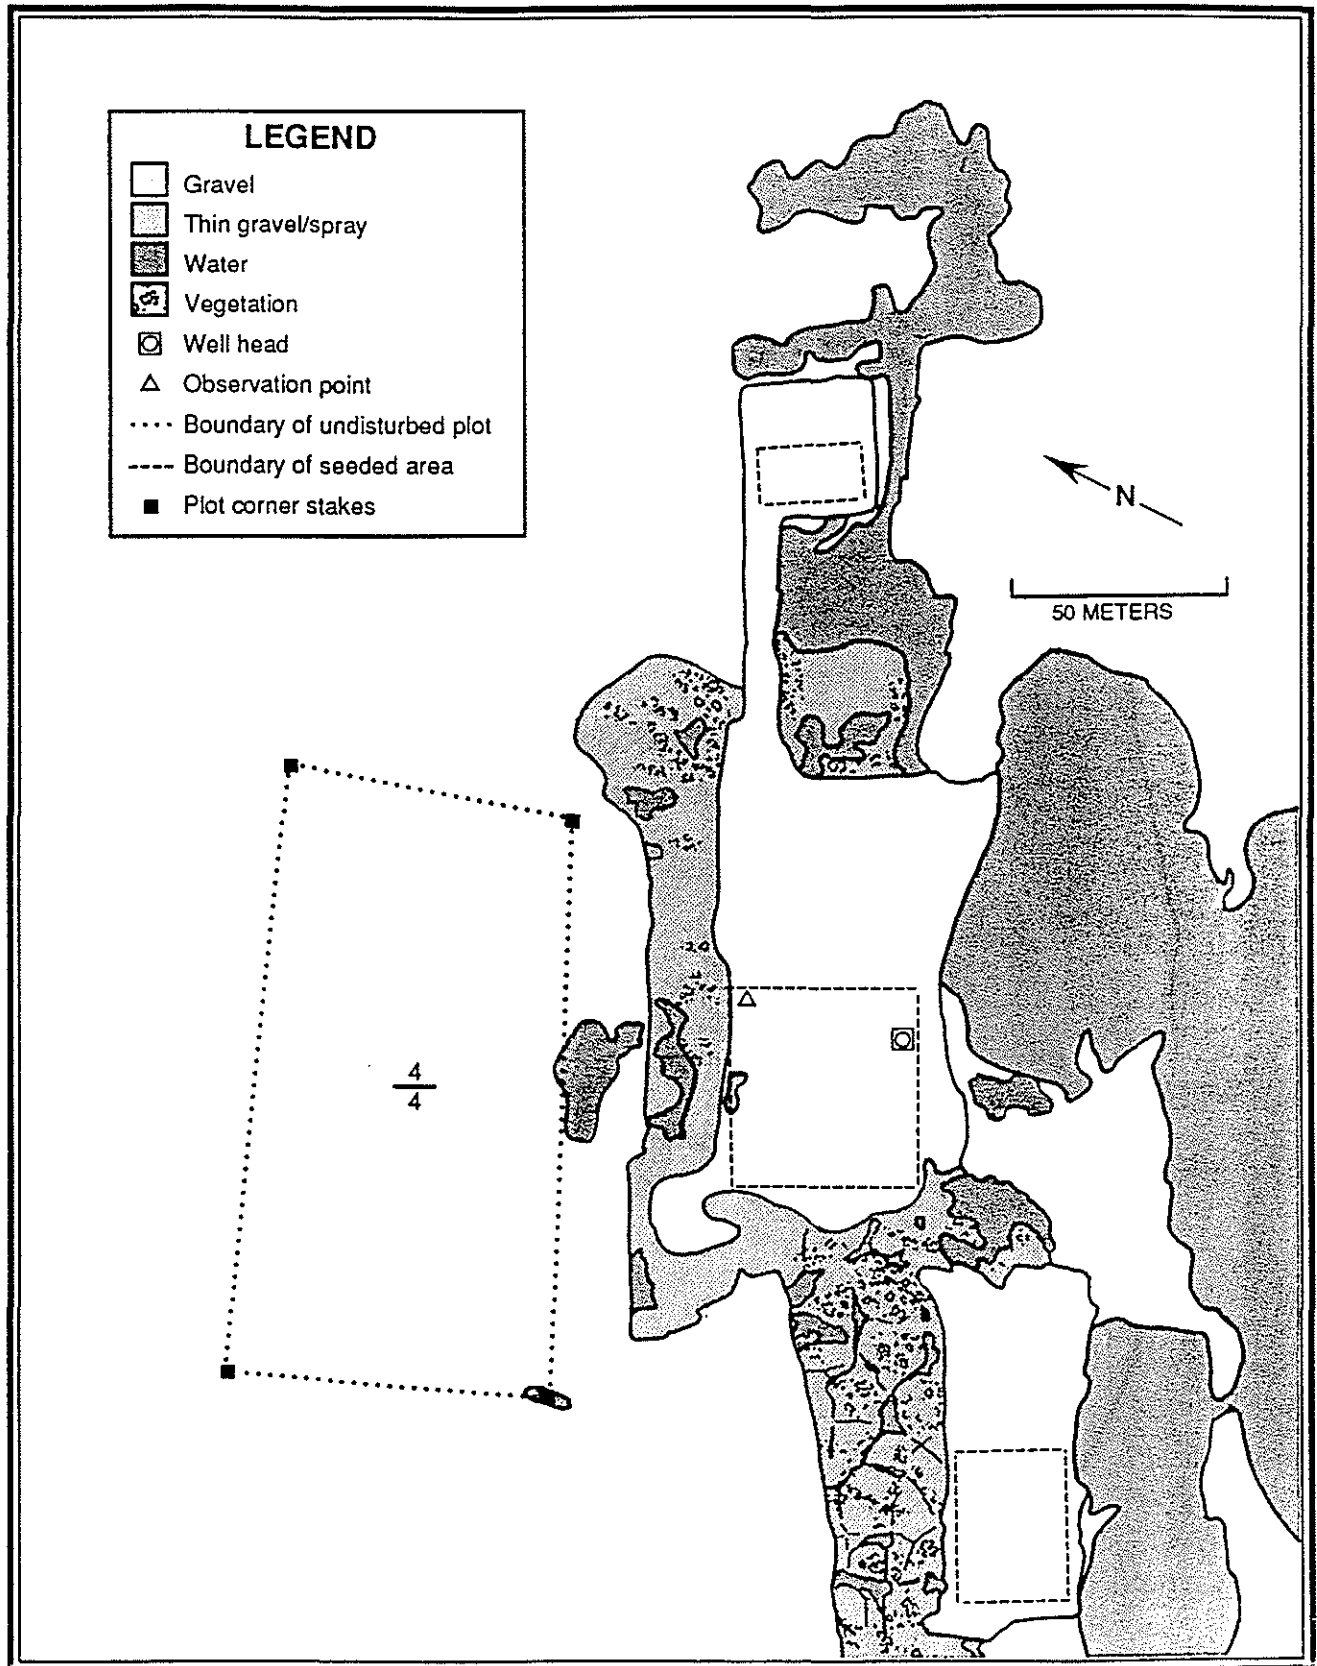 LEGEND
Gravel
Thin gravel/spray
Water
Vegetation
Well head
Observation point
Boundary of undisturbed plot
Boundary of seeded area
Plot corner stakes
N
50 METERS
4
4